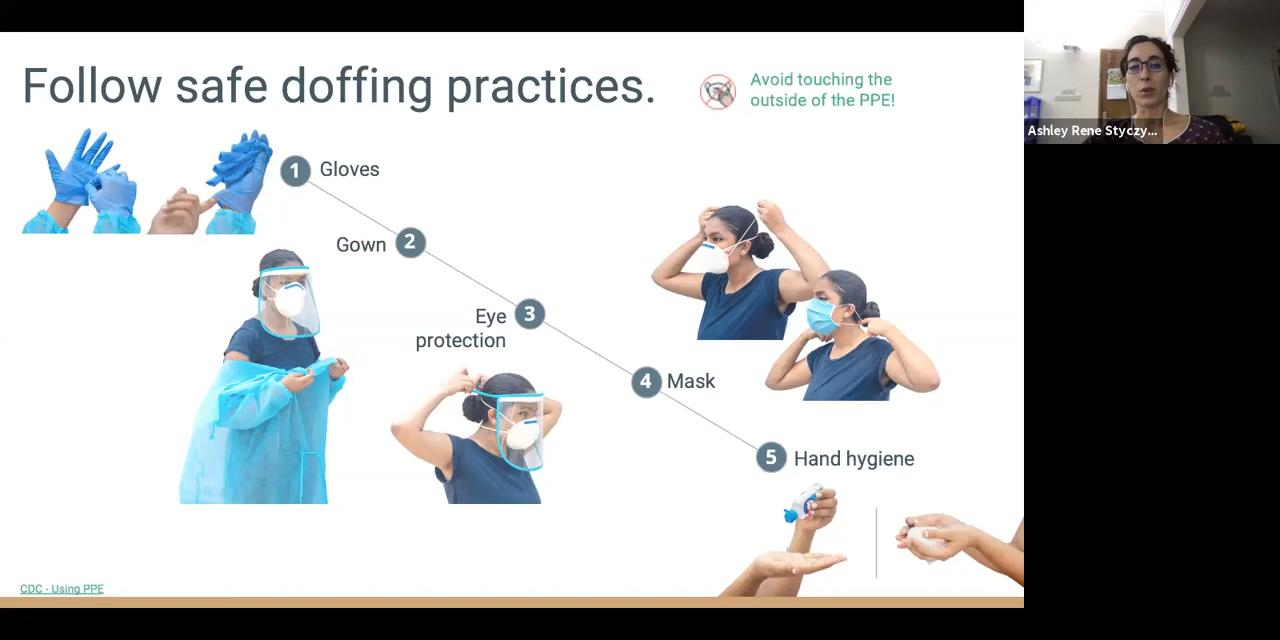 Follow safe doffing practices.
Avoid touching the
outside of the PPE!
Ashley Rene Styczy...
1 Gloves
Gown 2
Eye 3
protection
4 Mask
5 Hand hygiene
CDC - Using PPE